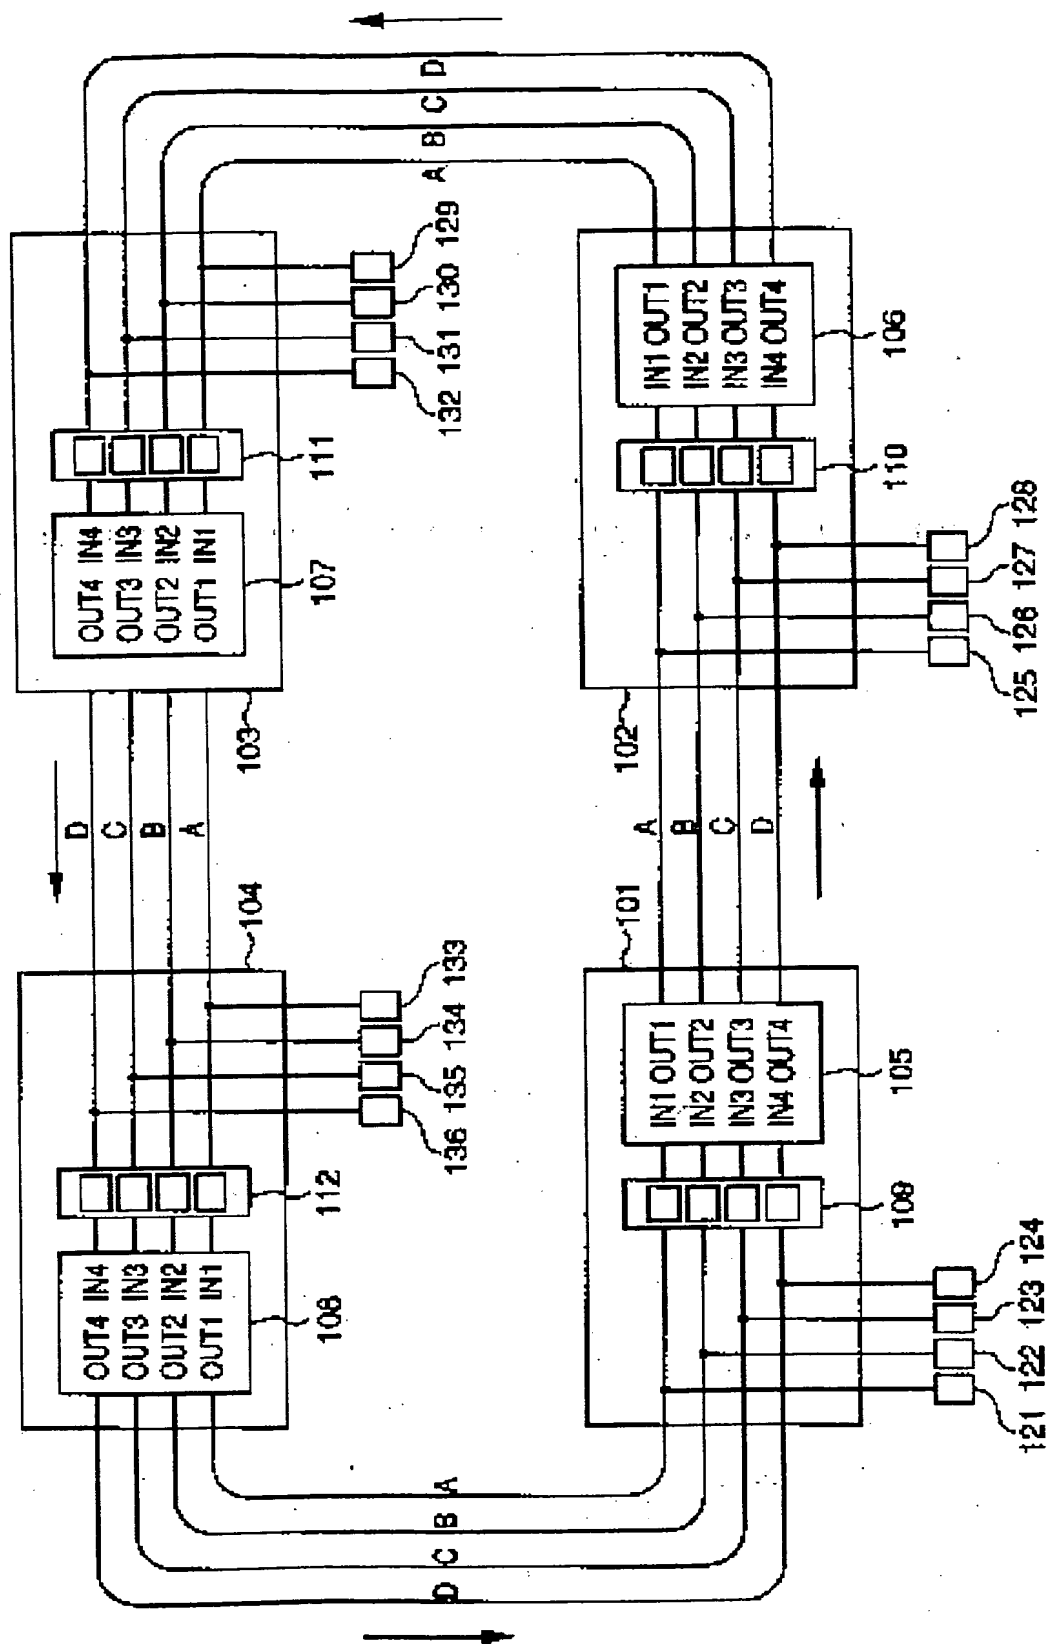 OUT4 IN4
OUT3 IN3
OUT2 IN2
OUT1 IN1
108
112
104
136
135
134
133
D
C
B
A
OUT4 IN4
OUT3 IN3
OUT2 IN2
OUT1 IN1
107
111
103
132
131
130
129
D
C
B
A
A
B
C
D
101
IN1 OUT1
IN2 OUT2
IN3 OUT3
IN4 OUT4
109
105
121
122
123
124
A
B
C
D
102
IN1 OUT1
IN2 OUT2
IN3 OUT3
IN4 OUT4
110
106
125
126
127
128